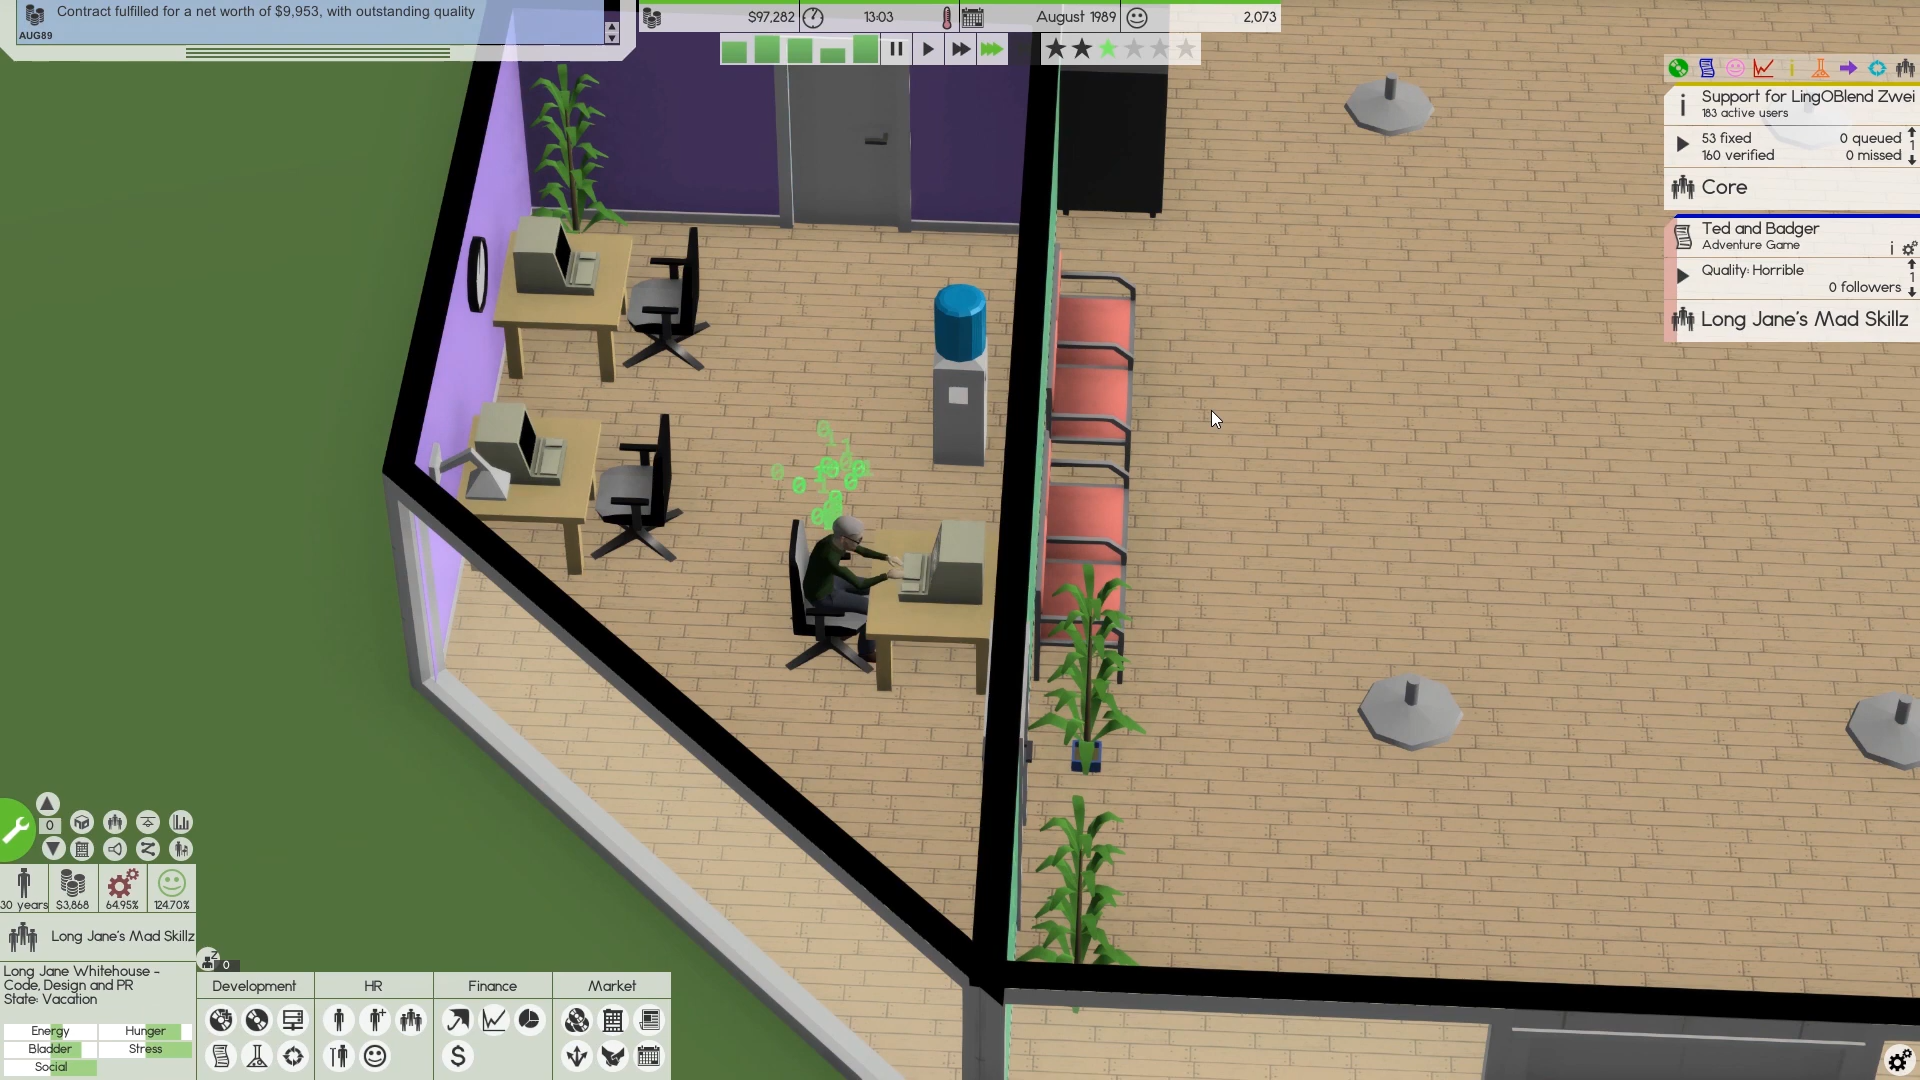 Contract fulfilled for a net worth of $9,953, with outstanding quality
AUG89
$97,282
13:03
August 1989
2,073
Support for LingOBlend Zwei
183 active users
53 fixed
0 queued
1
160 verified
0 missed
Core
Ted and Badger
Adventure Game
Quality: Horrible
1
0 followers
Long Jane's Mad Skillz
0
30 years
$3,868
64.95%
124.70%
Long Jane's Mad Skillz
Long Jane Whitehouse -
Code, Design and PR
State: Vacation
Energy
Hunger
Bladder
Stress
Social
0
Development
HR
Finance
Market